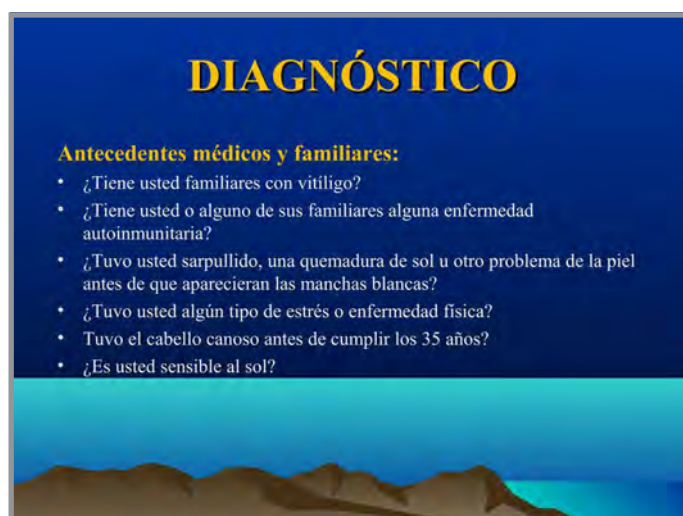 DIAGNÓSTICO
Antecedentes médicos y familiares:
• ¿Tiene usted familiares con vitíligo?
• ¿Tiene usted o alguno de sus familiares alguna enfermedad
autoinmunitaria?
• ¿Tuvo usted sarpullido, una quemadura de sol u otro problema de la piel
antes de que aparecieran las manchas blancas?
• ¿Tuvo usted algún tipo de estrés o enfermedad física?
• Tuvo el cabello canoso antes de cumplir los 35 años?
• ¿Es usted sensible al sol?